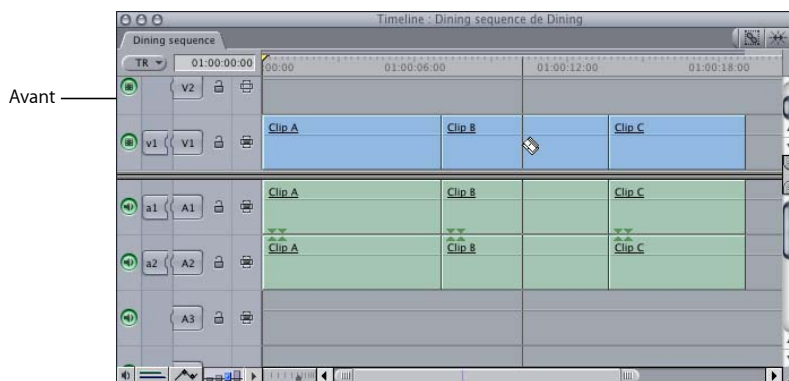 Timeline : Dining sequence de Dining
Dining sequence
TR 01:00:00:00 00:00 01:00:06:00 01:00:12:00 01:00:18:00
Avant
V2
v1 V1 Clip A Clip B Clip C
a1 A1 Clip A Clip B Clip C
a2 A2 Clip A Clip B Clip C
A3